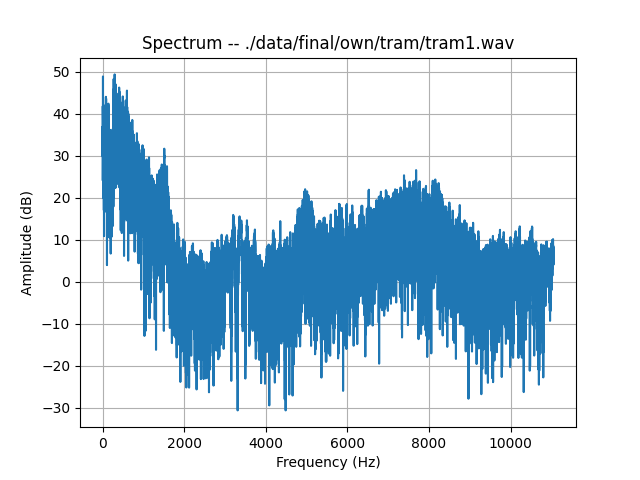 Spectrum -- ./data/final/own/tram/tram1.wav
50
40
30
20
10
0
−10
−20
−30
Amplitude (dB)
0 2000 4000 6000 8000 10000
Frequency (Hz)